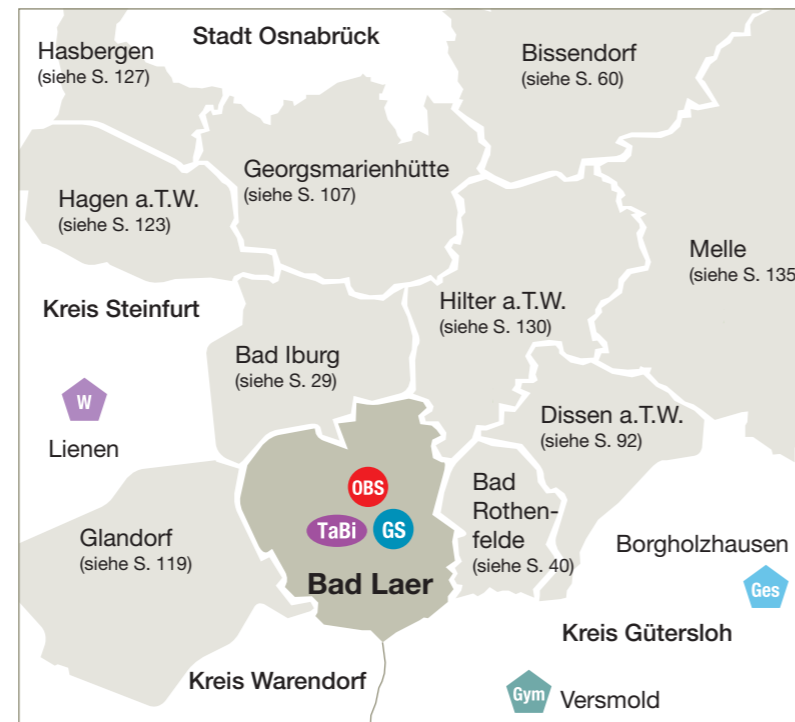 Stadt Osnabrück
Hasbergen
(siehe S. 127)
Bissendorf
(siehe S. 60)
Georgsmarienhütte
(siehe S. 107)
Hagen a.T.W.
(siehe S. 123)
Melle
(siehe S. 135
Kreis Steinfurt
Hilter a.T.W.
(siehe S. 130)
Bad Iburg
(siehe S. 29)
W
Lienen
Dissen a.T.W.
(siehe S. 92)
OBS
TaBi
GS
Bad Laer
Bad
Rothen-
felde
(siehe S. 40)
Glandorf
(siehe S. 119)
Borgholzhausen
Ges
Kreis Gütersloh
Kreis Warendorf
Gym
Versmold